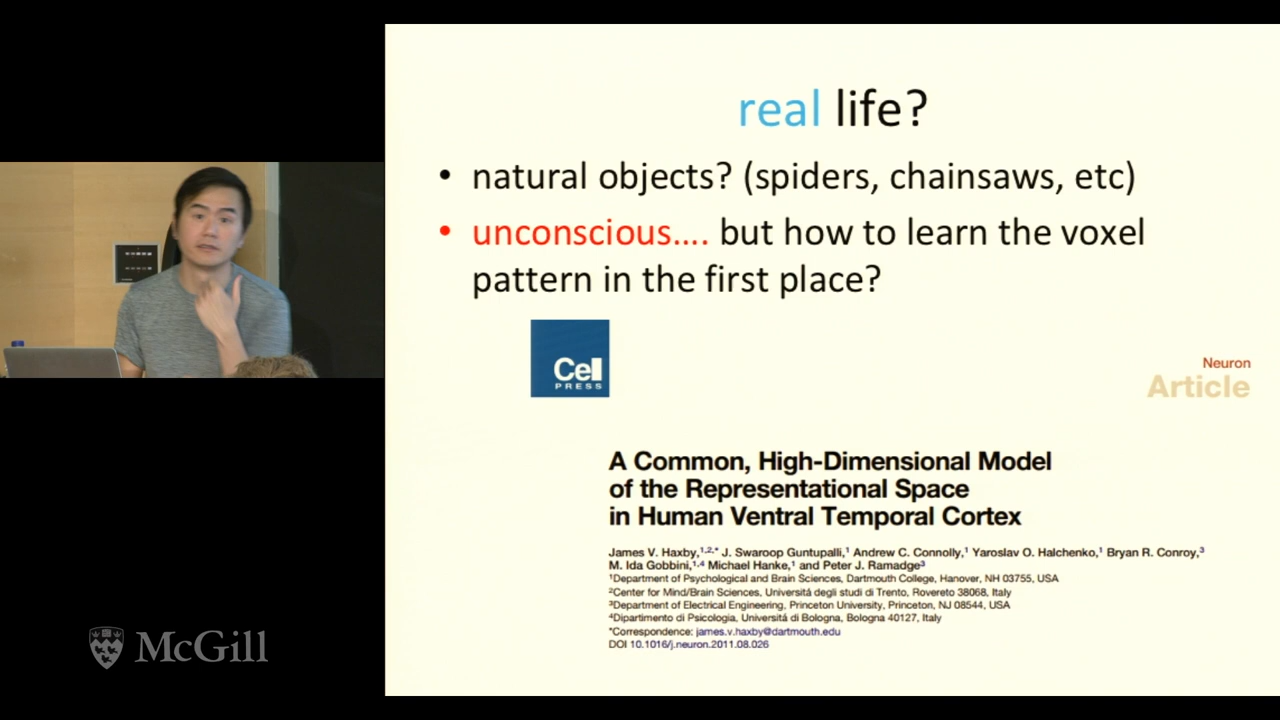 real life?
• natural objects? (spiders, chainsaws, etc)
• unconscious…. but how to learn the voxel
pattern in the first place?
Cell
PRESS
Neuron
Article
A Common, High-Dimensional Model
of the Representational Space
in Human Ventral Temporal Cortex
James V. Haxby,1,2,* J. Swaroop Guntupalli,1 Andrew C. Connolly,1 Yaroslav O. Halchenko,1 Bryan R. Conroy,3
M. Ida Gobbini,1,4 Michael Hanke,1 and Peter J. Ramadge3
1Department of Psychological and Brain Sciences, Dartmouth College, Hanover, NH 03755, USA
2Center for Mind/Brain Sciences, Universitá degli studi di Trento, Rovereto 38068, Italy
3Department of Electrical Engineering, Princeton University, Princeton, NJ 08544, USA
4Dipartimento di Psicologia, Universitá di Bologna, Bologna 40127, Italy
*Correspondence: james.v.haxby@dartmouth.edu
DOI 10.1016/j.neuron.2011.08.026
McGill